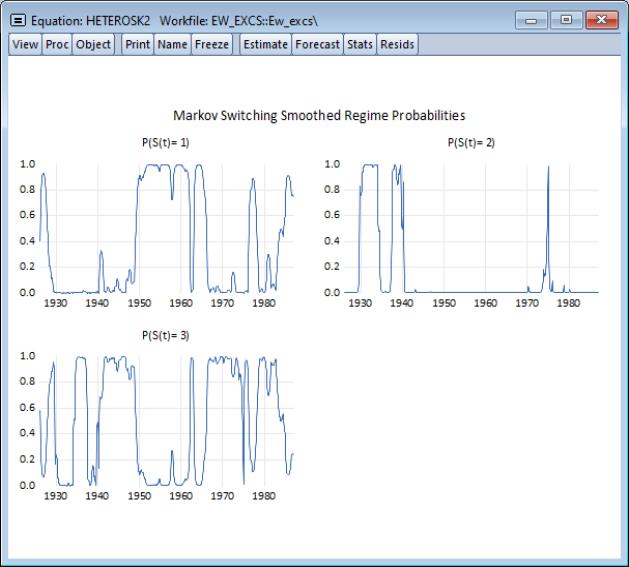 Equation: HETEROSK2 Workfile: EW_EXCS::Ew_excs\
View Proc Object Print Name Freeze Estimate Forecast Stats Resids
Markov Switching Smoothed Regime Probabilities
P(S(t)= 1)
1.0
0.8
0.6
0.4
0.2
0.0
1930 1940 1950 1960 1970 1980
P(S(t)= 2)
1.0
0.8
0.6
0.4
0.2
0.0
1930 1940 1950 1960 1970 1980
P(S(t)= 3)
1.0
0.8
0.6
0.4
0.2
0.0
1930 1940 1950 1960 1970 1980